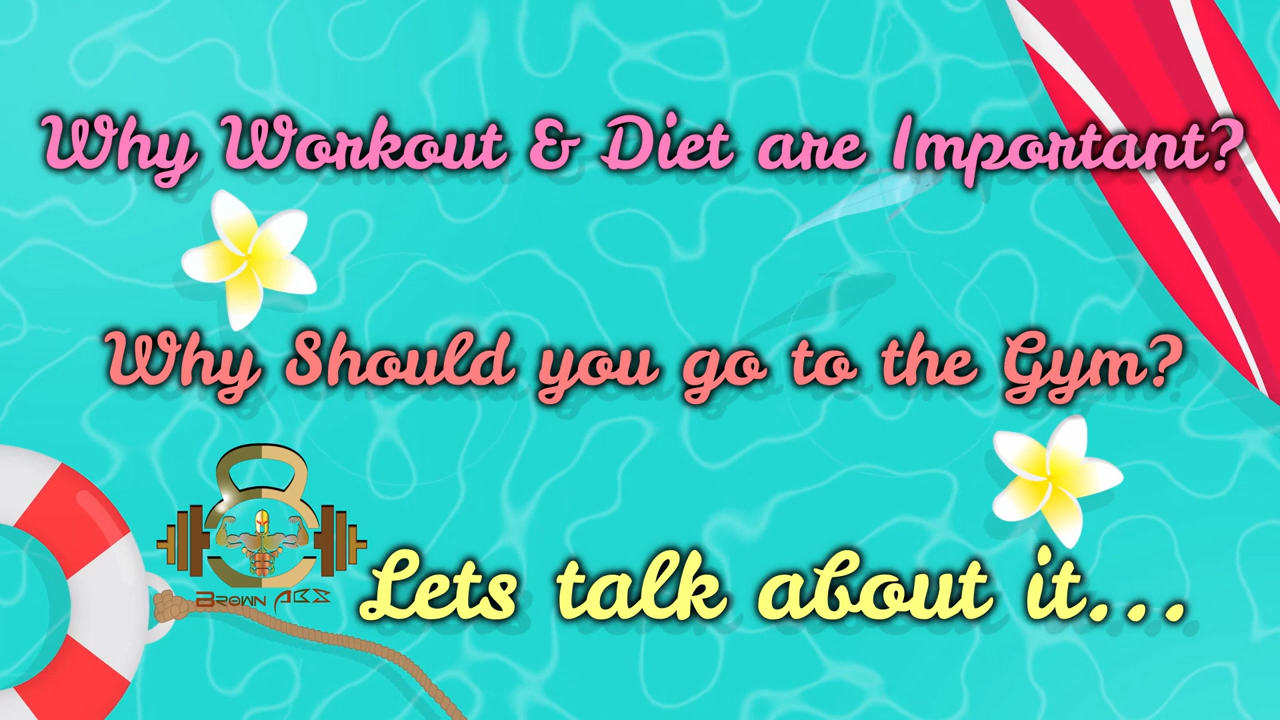 Why Workout & Diet are Important?
Why Should you go to the Gym?
Lets talk about it...
Brown ABS